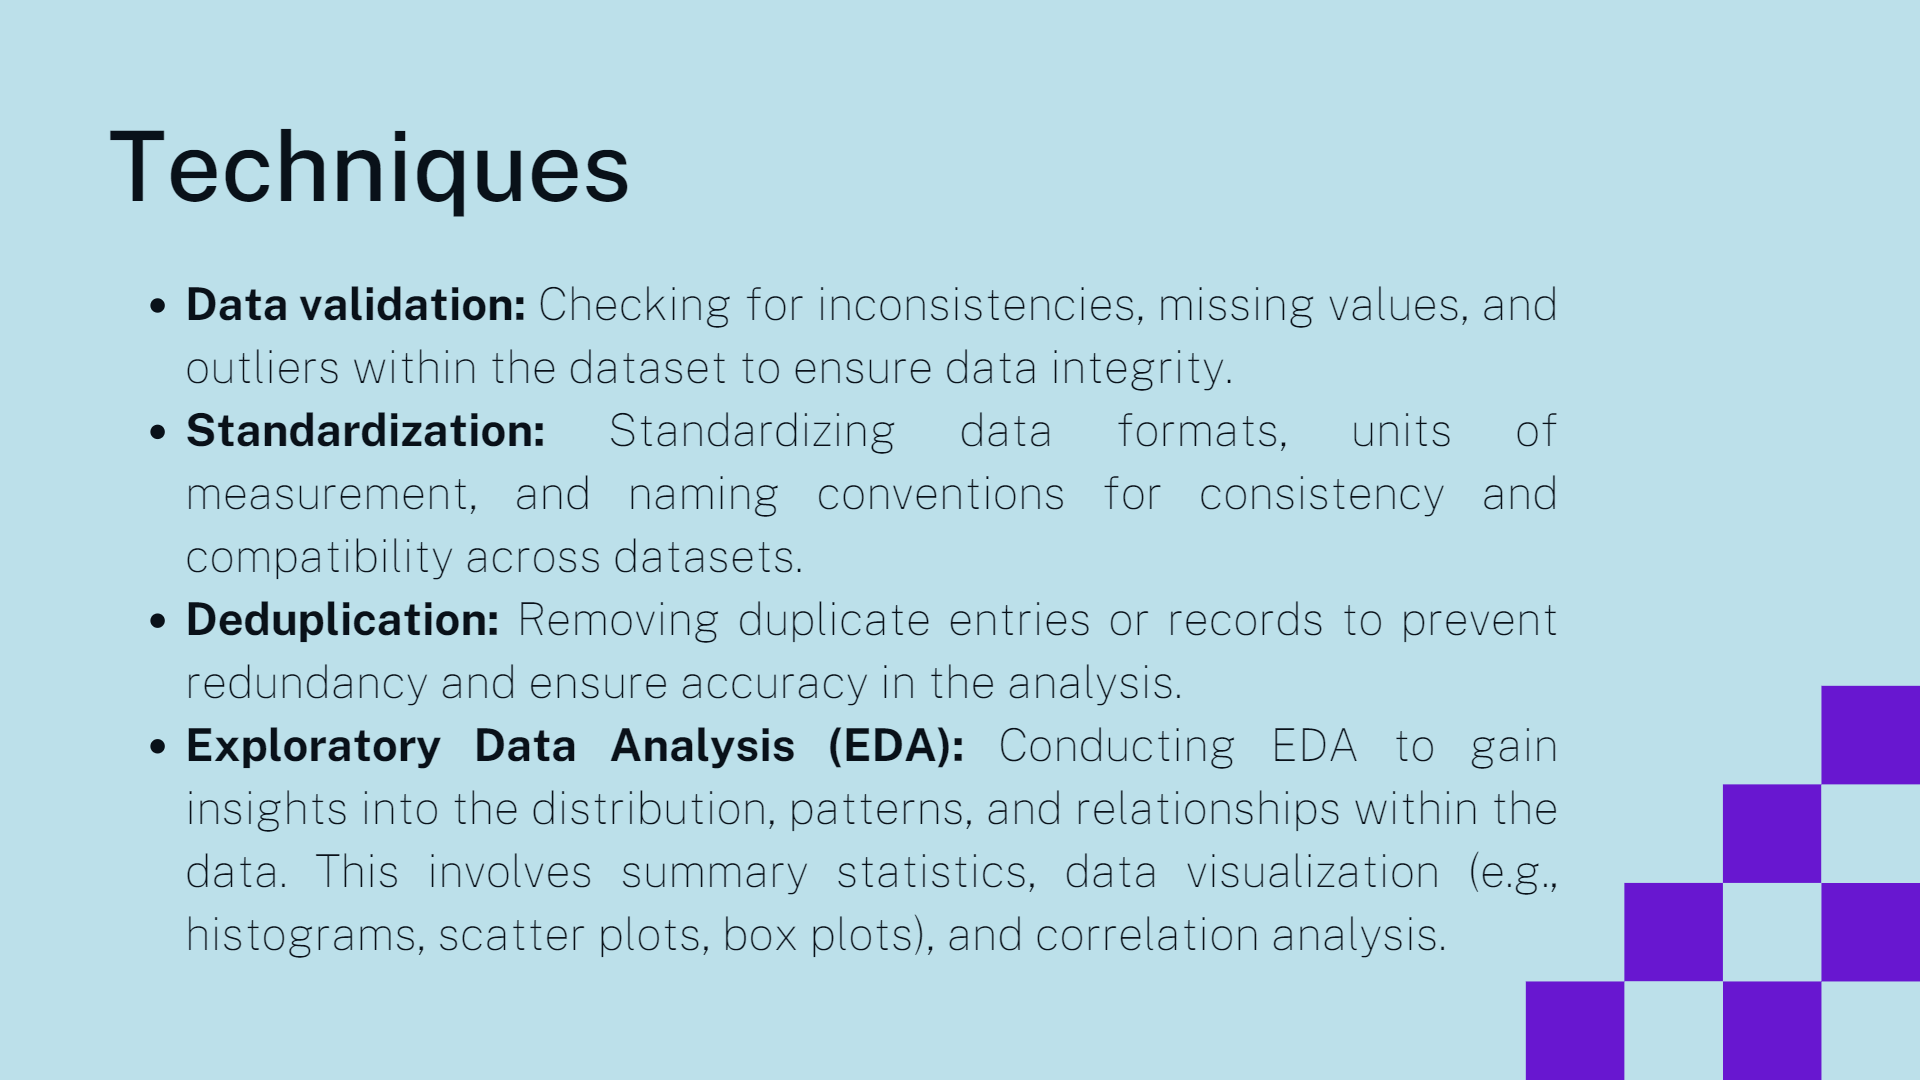 Techniques
• Data validation: Checking for inconsistencies, missing values, and
outliers within the dataset to ensure data integrity.
• Standardization: Standardizing data formats, units of
measurement, and naming conventions for consistency and
compatibility across datasets.
• Deduplication: Removing duplicate entries or records to prevent
redundancy and ensure accuracy in the analysis.
• Exploratory Data Analysis (EDA): Conducting EDA to gain
insights into the distribution, patterns, and relationships within the
data. This involves summary statistics, data visualization (e.g.,
histograms, scatter plots, box plots), and correlation analysis.